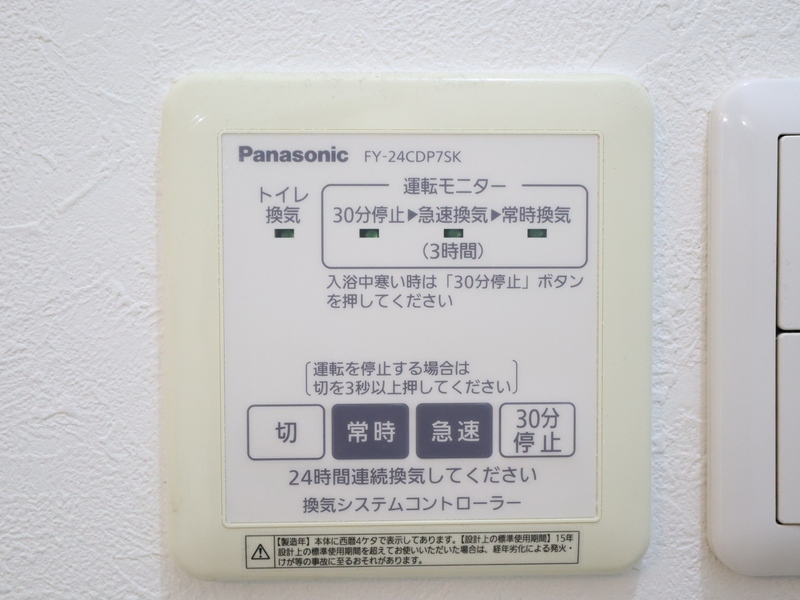 Panasonic FY-24CDP7SK
運転モニター
トイレ
換気
30分停止▶急速換気▶常時換気
(3時間)
入浴中寒い時は「30分停止」ボタン
を押してください
運転を停止する場合は
切を3秒以上押してください
切 常時 急速 30分
停止
24時間連続換気してください
換気システムコントローラー
【製造年】本体に西暦4ケタで表示してあります。【設計上の標準使用期間】15年
設計上の標準使用期間を超えてお使いいただいた場合は、経年劣化による発火・
けが等の事故に至るおそれがあります。